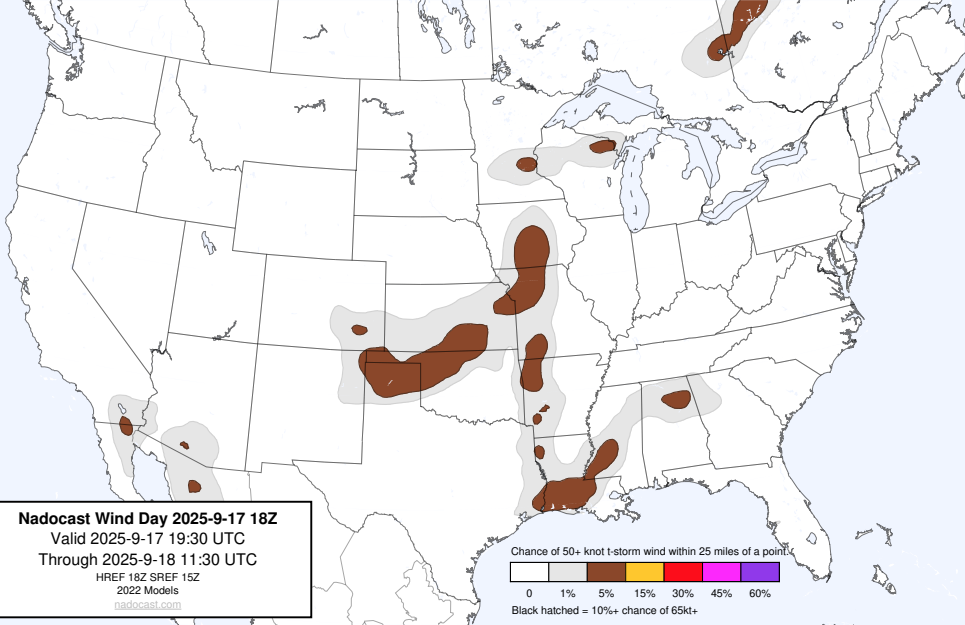 Nadocast Wind Day 2025-9-17 18Z
Valid 2025-9-17 19:30 UTC
Through 2025-9-18 11:30 UTC
HREF 18Z SREF 15Z
2022 Models
nadocast.com
Chance of 50+ knot t-storm wind within 25 miles of a point.
0 1% 5% 15% 30% 45% 60%
Black hatched = 10%+ chance of 65kt+